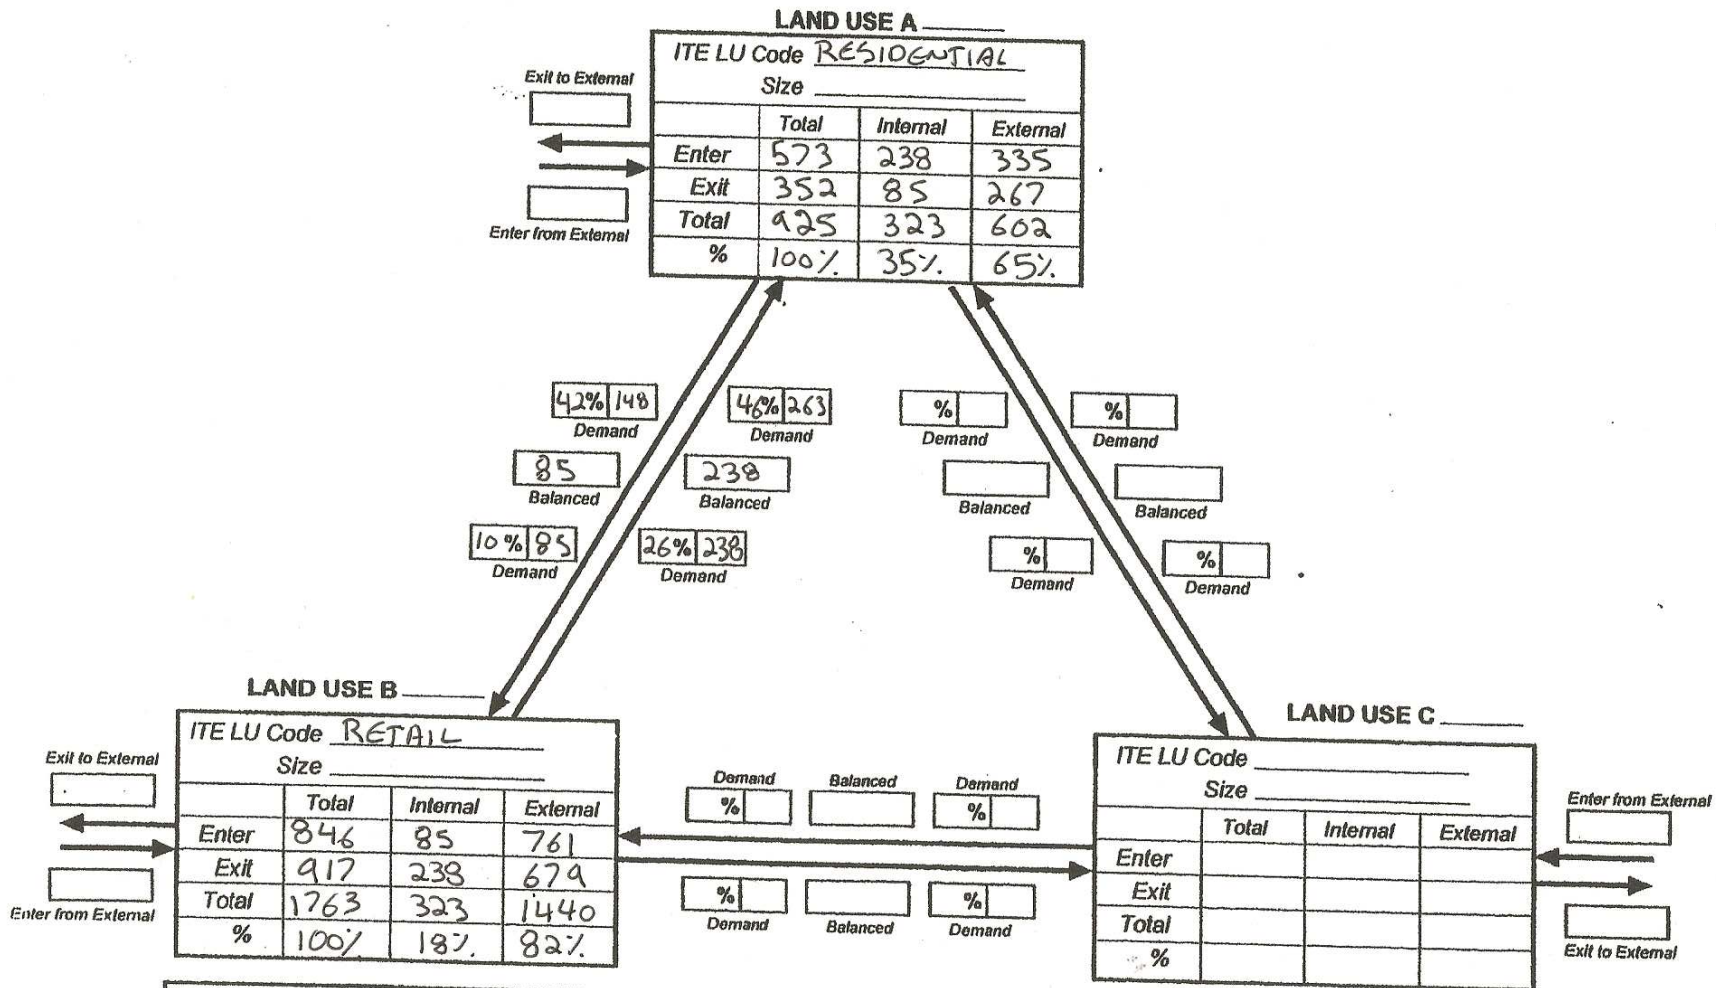 LAND USE A
ITE LU Code RESIDENTIAL
Size
Total Internal External
Enter 573 238 335
Exit 352 85 267
Total 925 323 602
% 100% 35% 65%
Exit to External
Enter from External
42% 148
Demand
46% 263
Demand
%
Demand
%
Demand
85
Balanced
238
Balanced
Balanced
Balanced
10% 85
Demand
26% 238
Demand
%
Demand
%
Demand
LAND USE B
ITE LU Code RETAIL
Size
Total Internal External
Enter 846 85 761
Exit 917 238 679
Total 1763 323 1440
% 100% 18% 82%
Exit to External
Enter from External
Demand Balanced Demand
% %
% %
Demand Balanced Demand
LAND USE C
ITE LU Code
Size
Total Internal External
Enter
Exit
Total
%
Enter from External
Exit to External